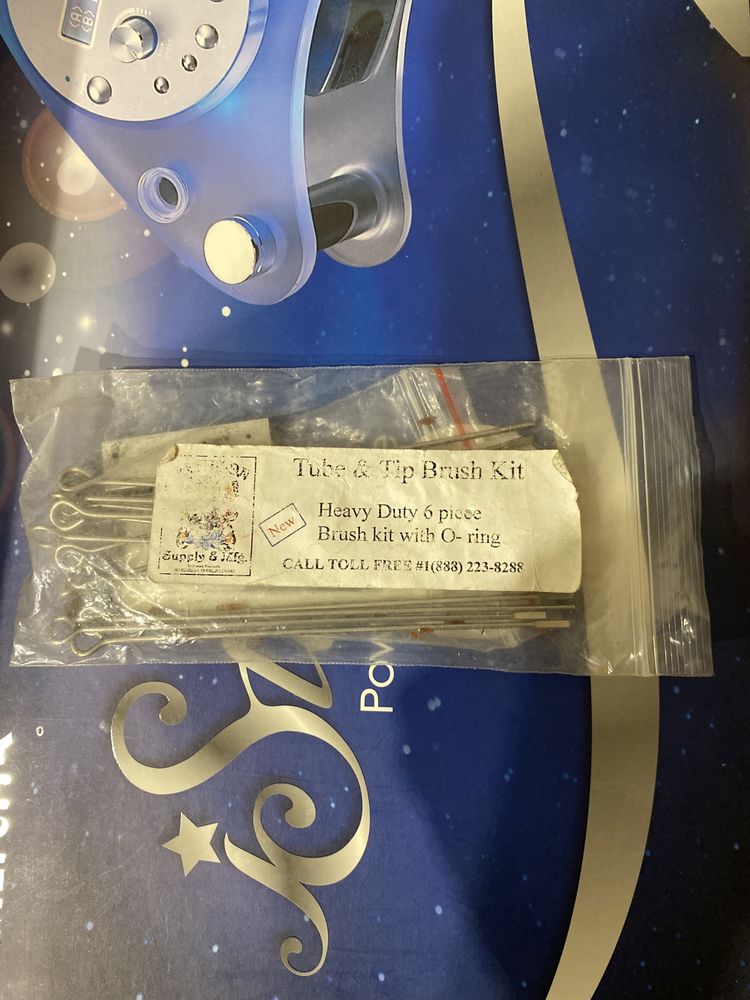 Tube & Tip Brush Kit
New
Heavy Duty 6 piece
Brush kit with O- ring
CALL TOLL FREE #1(888) 223-8288
Supply & Mfg.